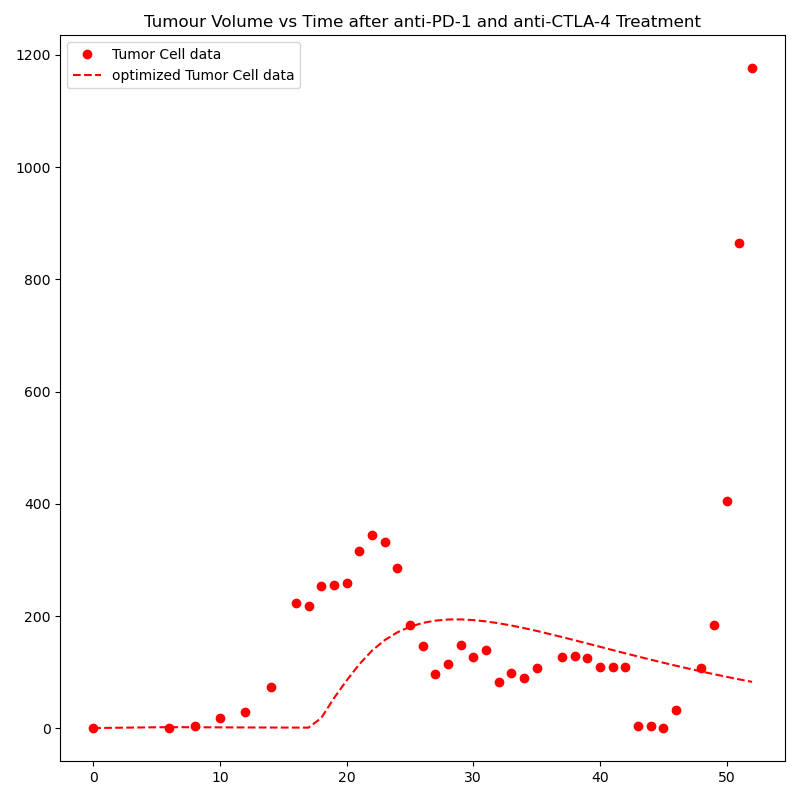 Tumour Volume vs Time after anti-PD-1 and anti-CTLA-4 Treatment
Tumor Cell data
optimized Tumor Cell data
1200
1000
800
600
400
200
0
0 10 20 30 40 50